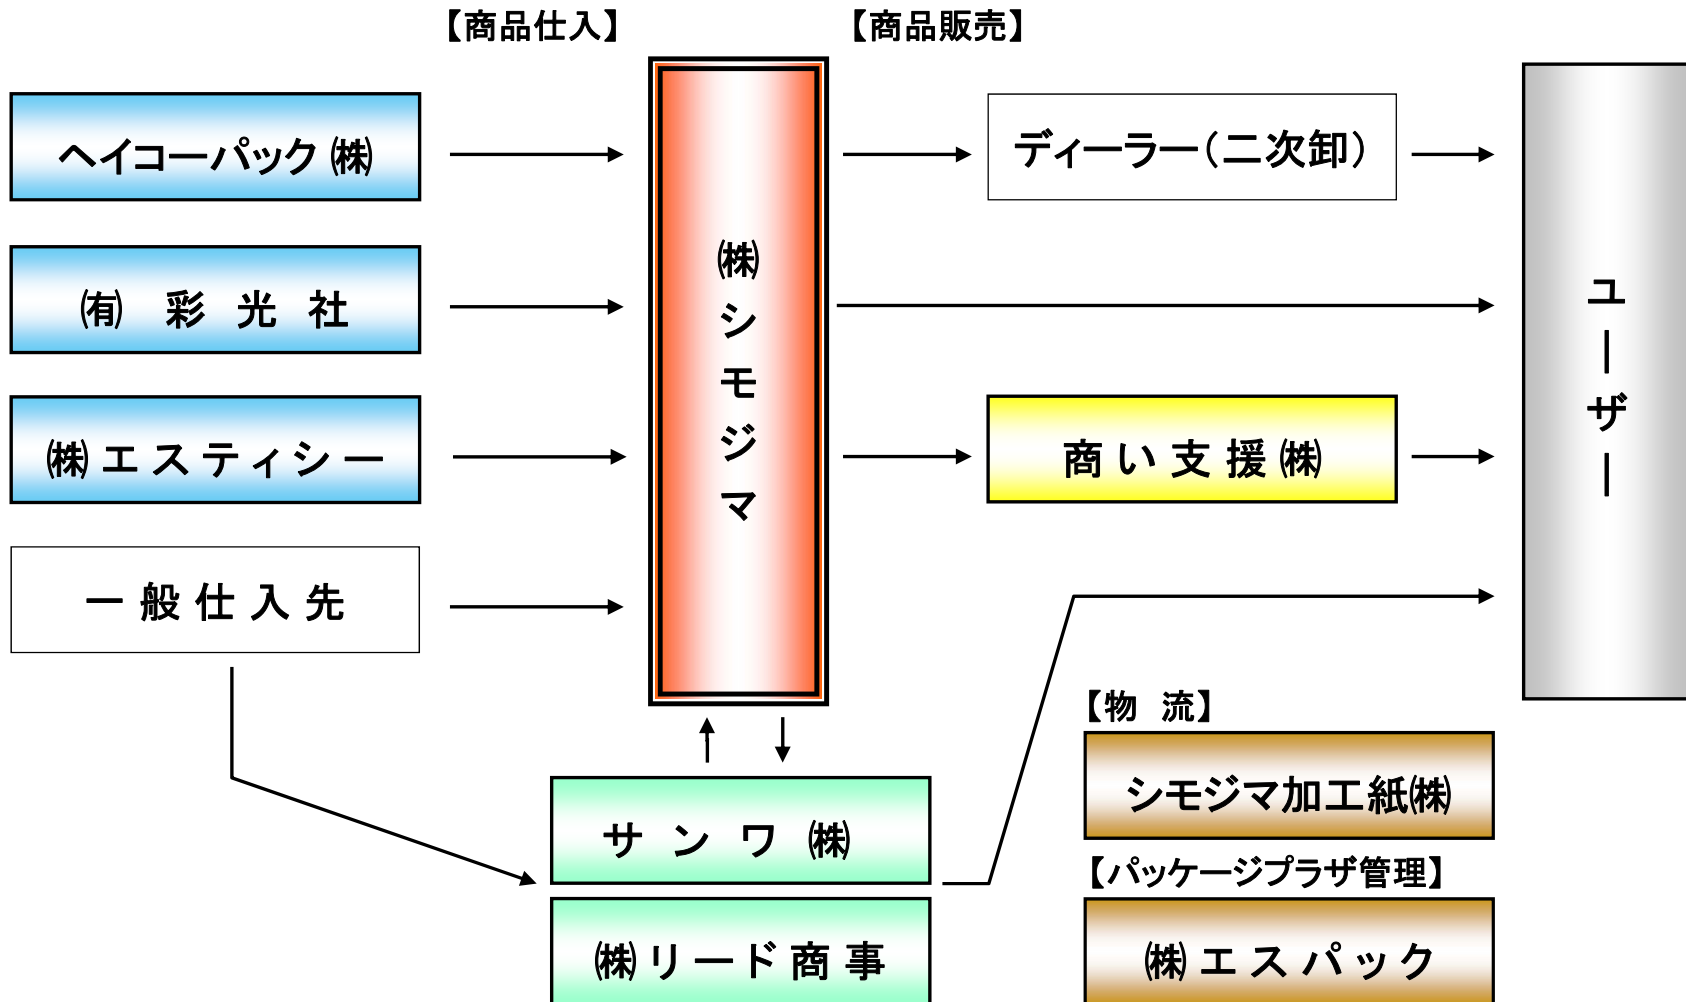 【商品仕入】
【商品販売】
ヘイコーパック㈱
㈲　彩　光　社
㈱エスティシー
一般仕入先
㈱シモジマ
ディーラー（二次卸）
商い支援㈱
ユーザー
サンワ㈱
㈱リード商事
【物　流】
シモジマ加工紙㈱
【パッケージプラザ管理】
㈱エスパック